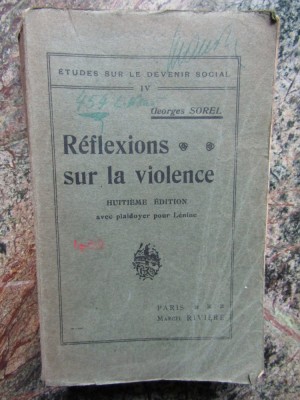 ÉTUDES SUR LE DEVENIR SOCIAL
IV
Georges SOREL
Réflexions
sur la violence
HUITIÈME ÉDITION
avec plaidoyer pour Lénine
PARIS
MARCEL RIVIÈRE